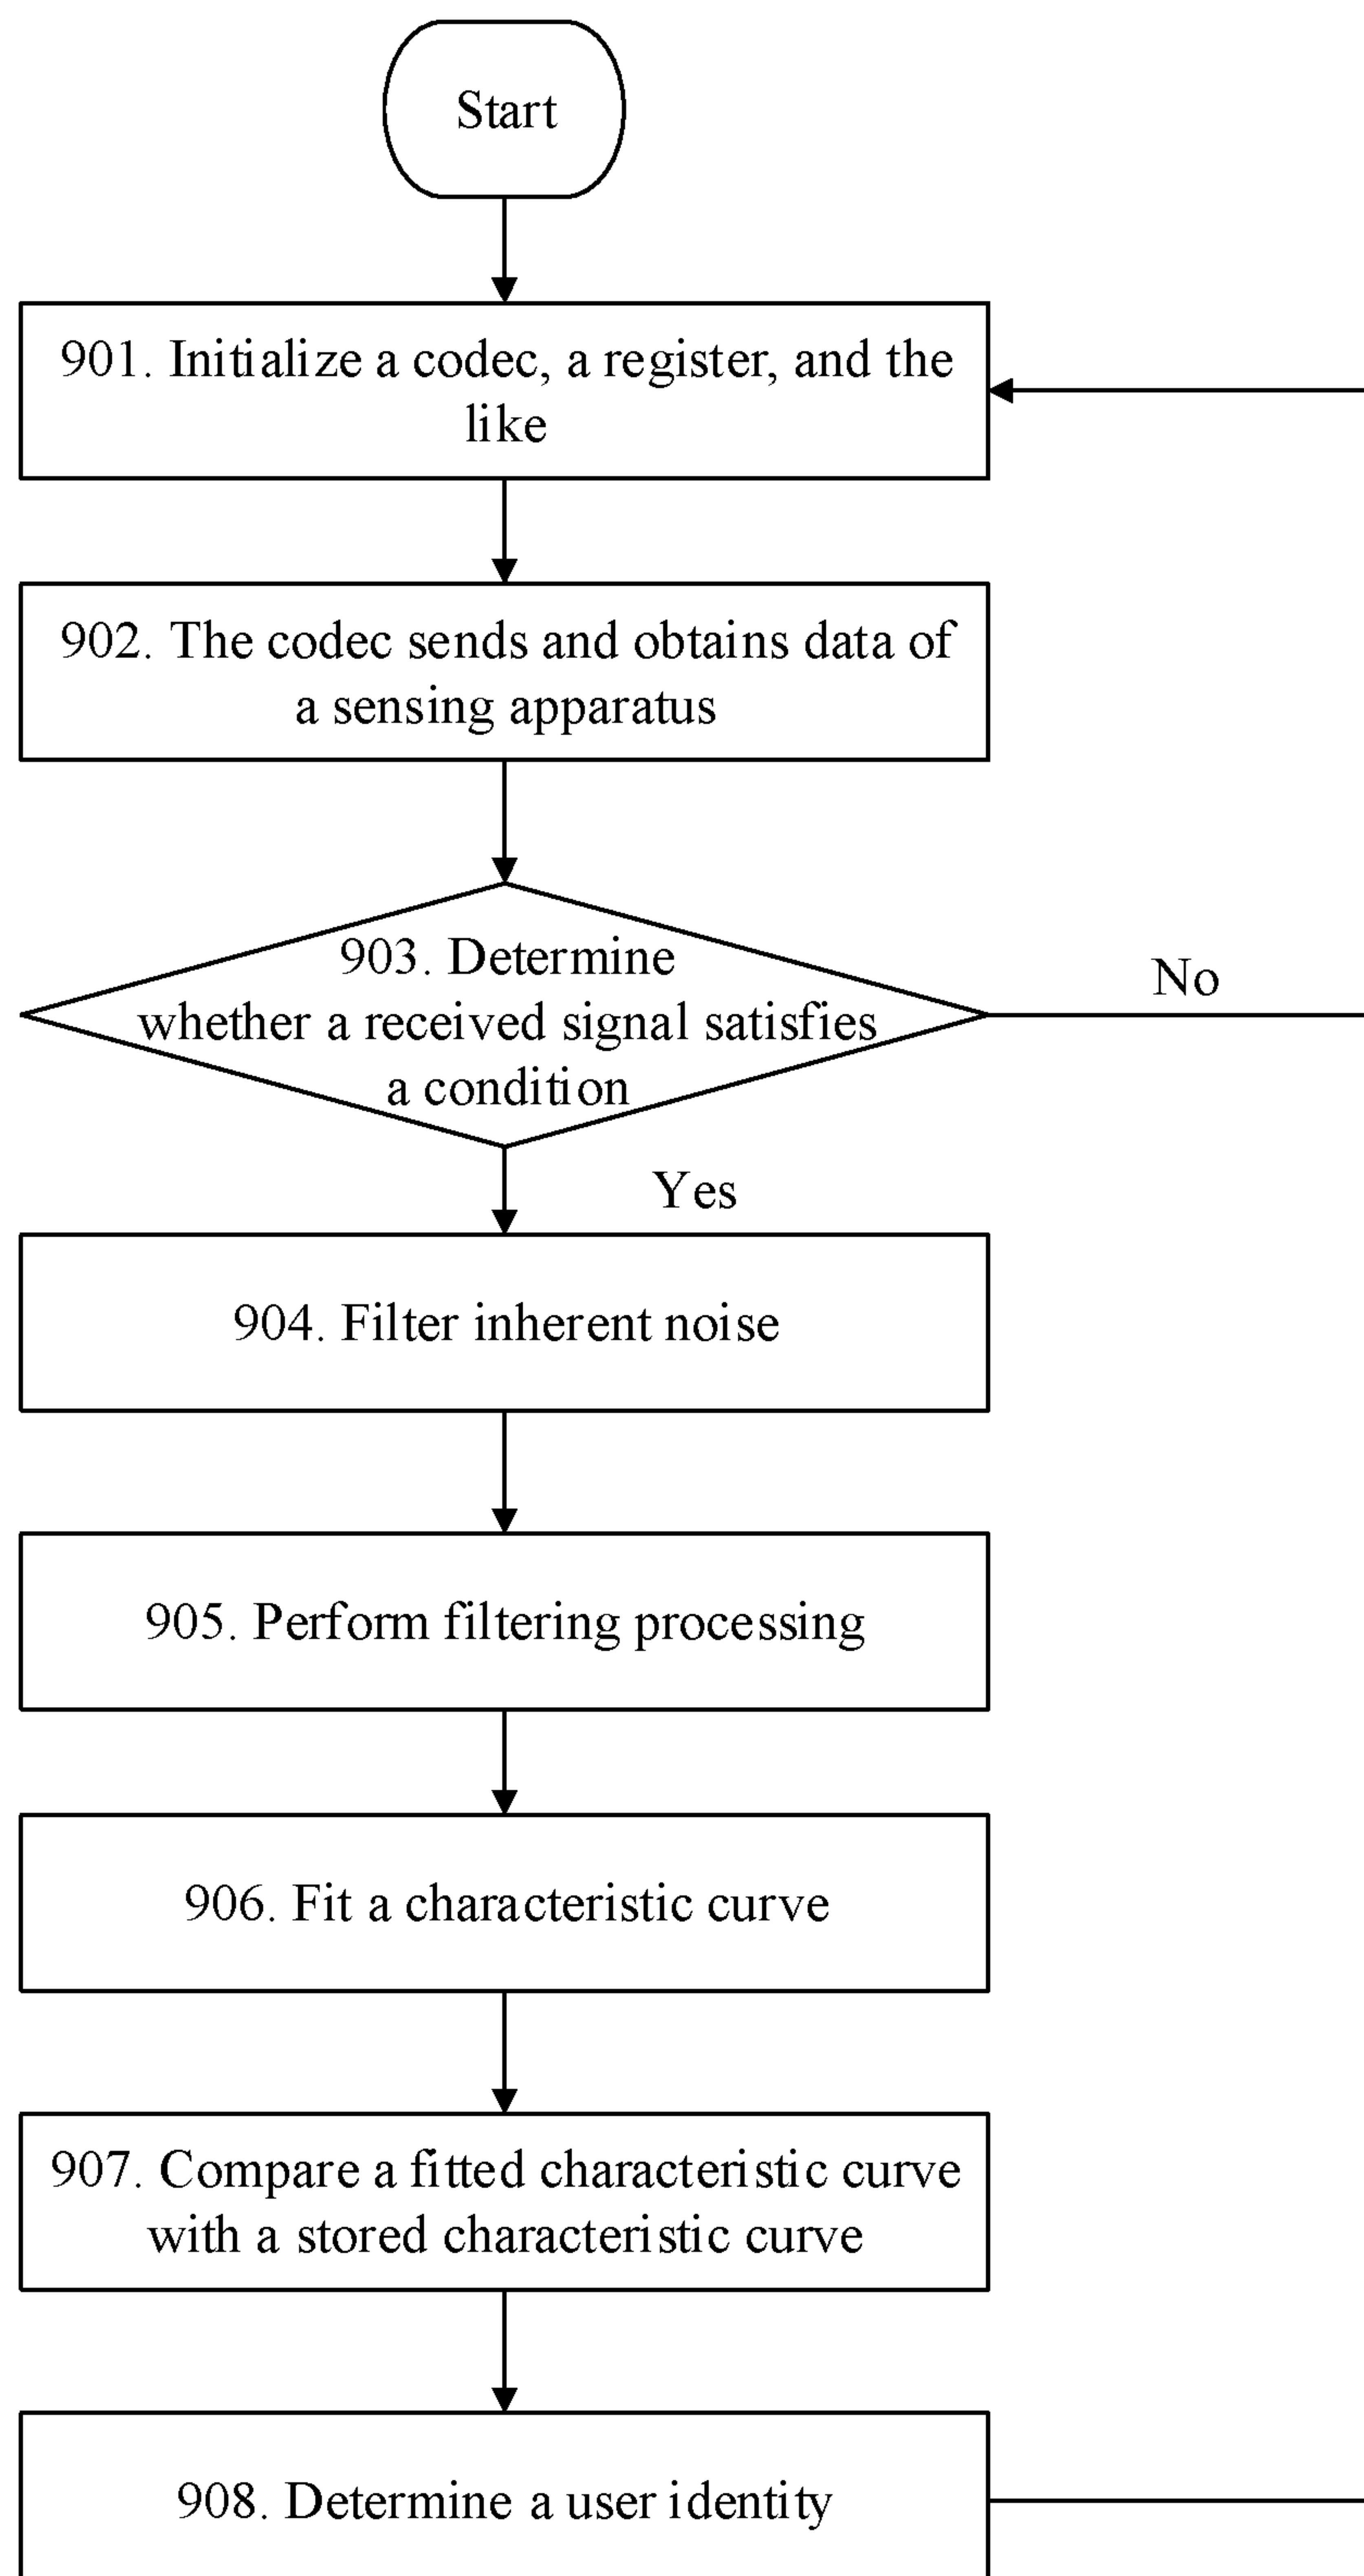 Start
901. Initialize a codec, a register, and the
like
902. The codec sends and obtains data of
a sensing apparatus
903. Determine
whether a received signal satisfies
a condition
No
Yes
904. Filter inherent noise
905. Perform filtering processing
906. Fit a characteristic curve
907. Compare a fitted characteristic curve
with a stored characteristic curve
908. Determine a user identity